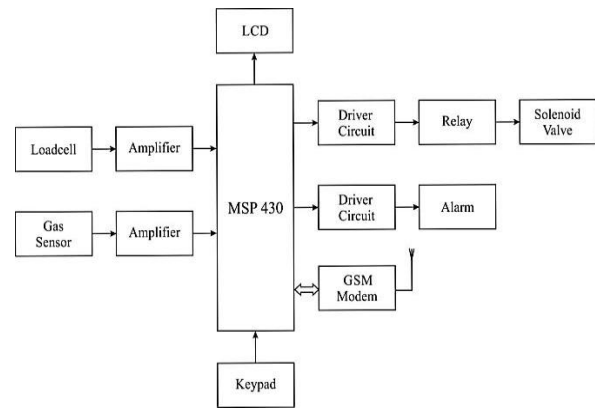 LCD
Driver
Circuit
Relay
Solenoid
Valve
Loadcell
Amplifier
MSP 430
Driver
Circuit
Alarm
Gas
Sensor
Amplifier
GSM
Modem
Keypad